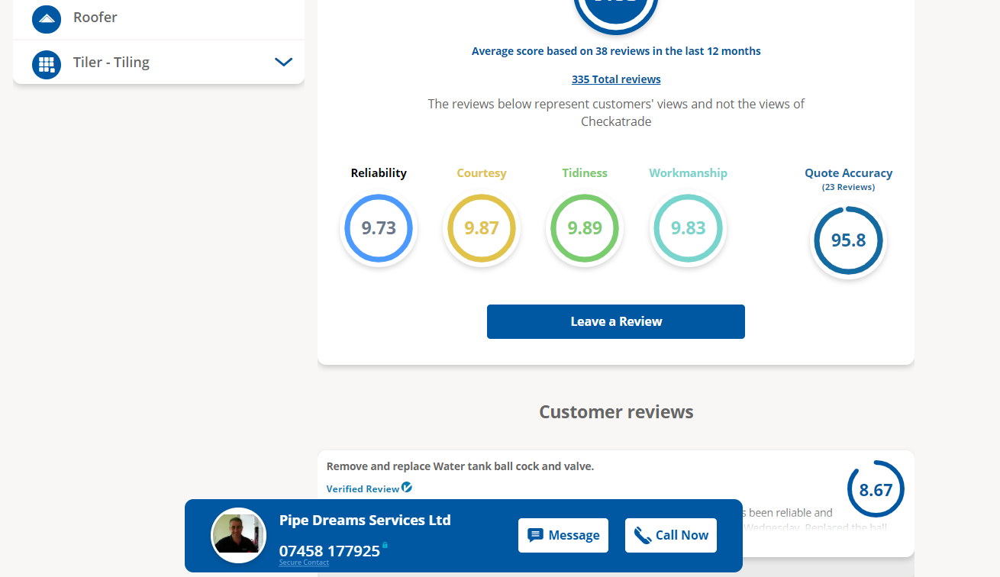 Roofer
Tiler - Tiling
Average score based on 38 reviews in the last 12 months
335 Total reviews
The reviews below represent customers' views and not the views of
Checkatrade
Reliability
Courtesy
Tidiness
Workmanship
Quote Accuracy
(23 Reviews)
9.73
9.87
9.89
9.83
95.8
Leave a Review
Customer reviews
Remove and replace Water tank ball cock and valve.
Verified Review
8.67
been reliable and
Wednesday. Replaced the ball
Pipe Dreams Services Ltd
07458 177925
Secure Contact
Message
Call Now